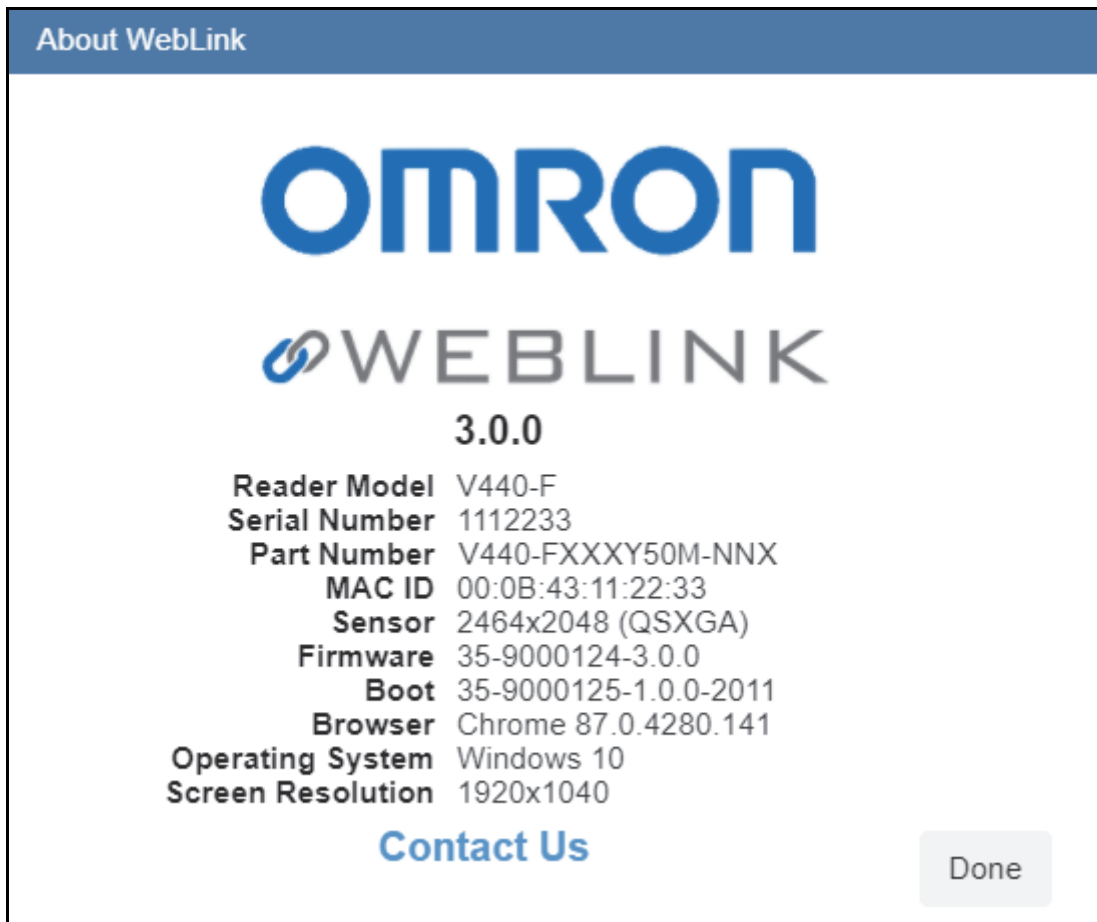 About WebLink
OMRON
WEBLINK
3.0.0
Reader Model V440-F
Serial Number 1112233
Part Number V440-FXXXY50M-NNX
MAC ID 00:0B:43:11:22:33
Sensor 2464x2048 (QSXGA)
Firmware 35-9000124-3.0.0
Boot 35-9000125-1.0.0-2011
Browser Chrome 87.0.4280.141
Operating System Windows 10
Screen Resolution 1920x1040
Contact Us
Done